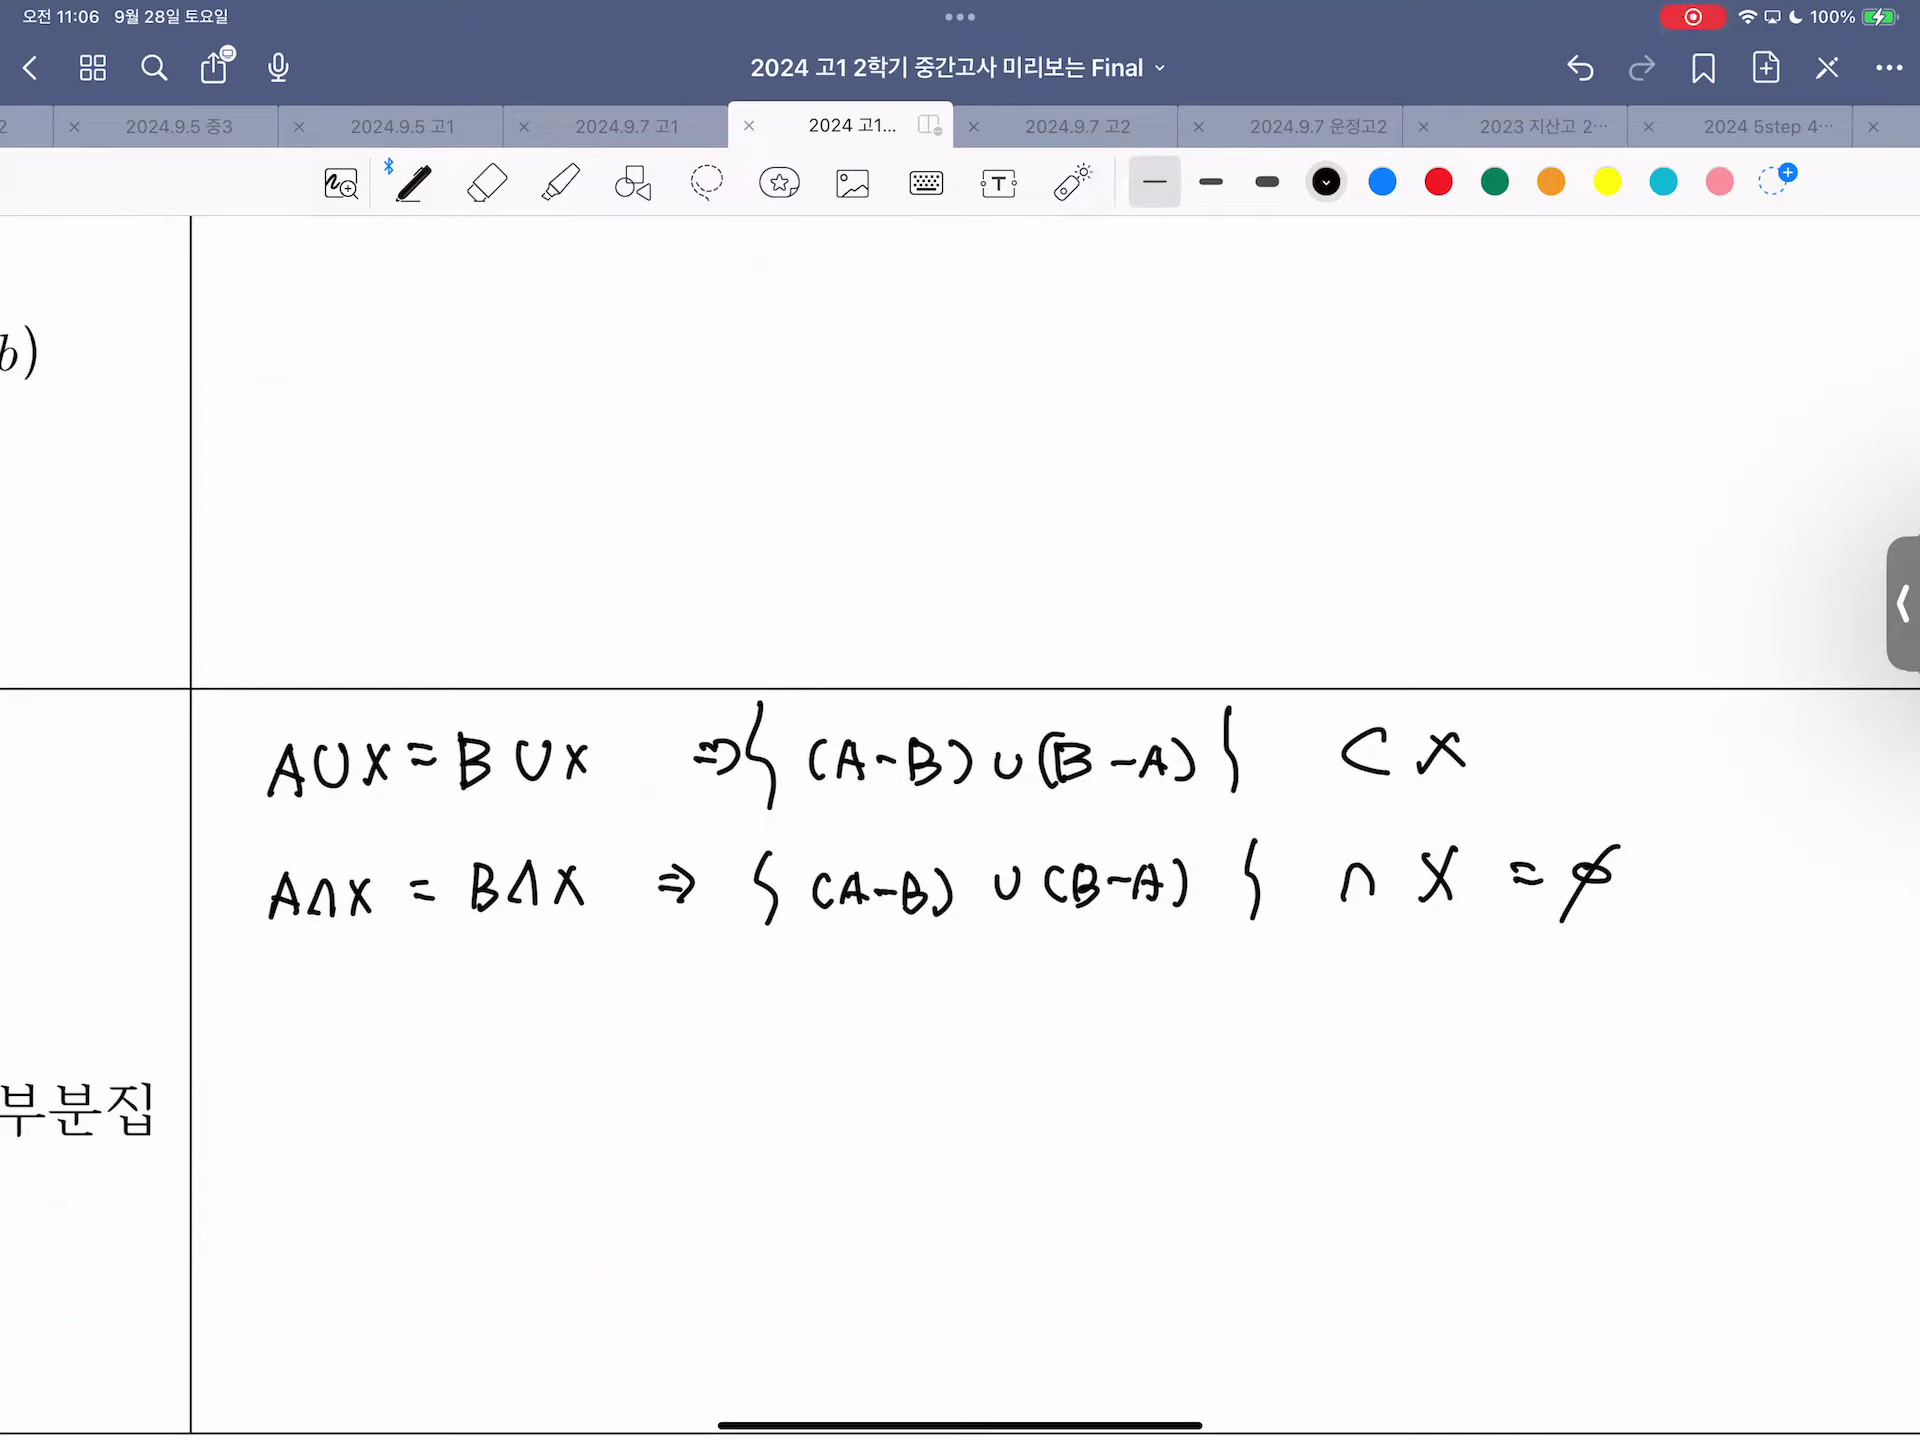 오전 11:06 9월 28일 토요일
100%
2024 고1 2학기 중간고사 미리보는 Final
2 2024.9.5 중3 2024.9.5 고1 2024.9.7 고1 2024 고1... 2024.9.7 고2 2024.9.7 운정고2 2023 지산고 2… 2024 5step 4…
b)
A∪X = B∪X ⇒ { (A-B) ∪ (B-A) } ⊂ X
A∩X = B∩X ⇒ { (A-B) ∪ (B-A) } ∩ X = ∅
부분집